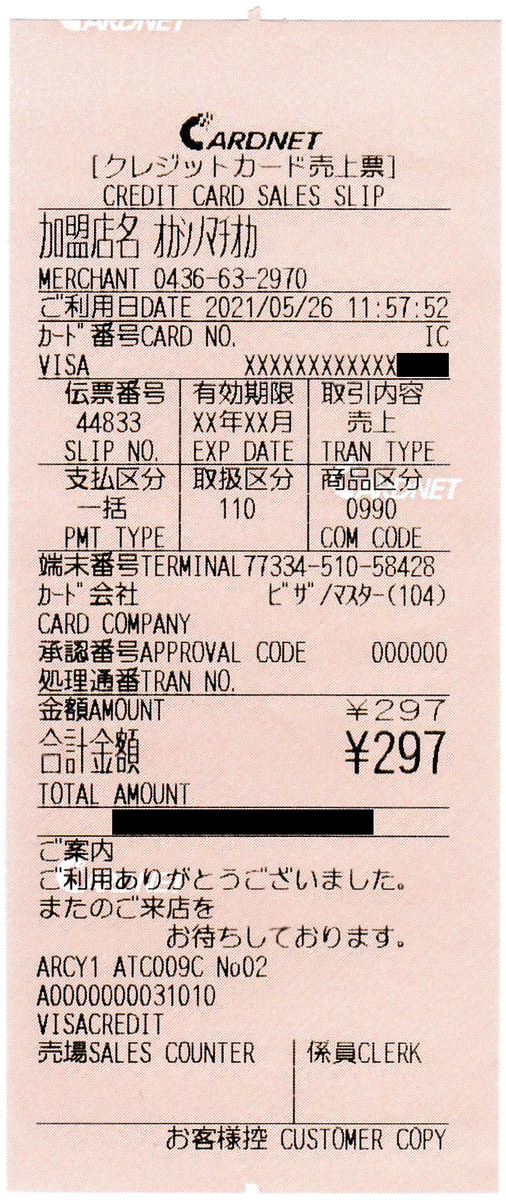 CARDNET
CARDNET
[クレジットカード売上票]
CREDIT CARD SALES SLIP
加盟店名 ｵｶｼﾉﾏﾁｵｶ
MERCHANT 0436-63-2970
ご利用日DATE 2021/05/26 11:57:52
ｶｰﾄﾞ番号CARD NO. IC
VISA XXXXXXXXXXXX
伝票番号 有効期限 取引内容
44833 XX年XX月 売上
SLIP NO. EXP DATE TRAN TYPE
支払区分 取扱区分 商品区分
CARDNET
一括 110 0990
PMT TYPE COM CODE
端末番号TERMINAL77334-510-58428
ｶｰﾄﾞ会社 ﾋﾞｻﾞ/ﾏｽﾀｰ(104)
CARD COMPANY
承認番号APPROVAL CODE 000000
処理通番TRAN NO.
金額AMOUNT ¥297
合計金額 ¥297
TOTAL AMOUNT
ご案内
ご利用ありがとうございました。
またのご来店を
お待ちしております。
ARCY1 ATC009C No02
A0000000031010
VISACREDIT
売場SALES COUNTER 係員CLERK
お客様控 CUSTOMER COPY